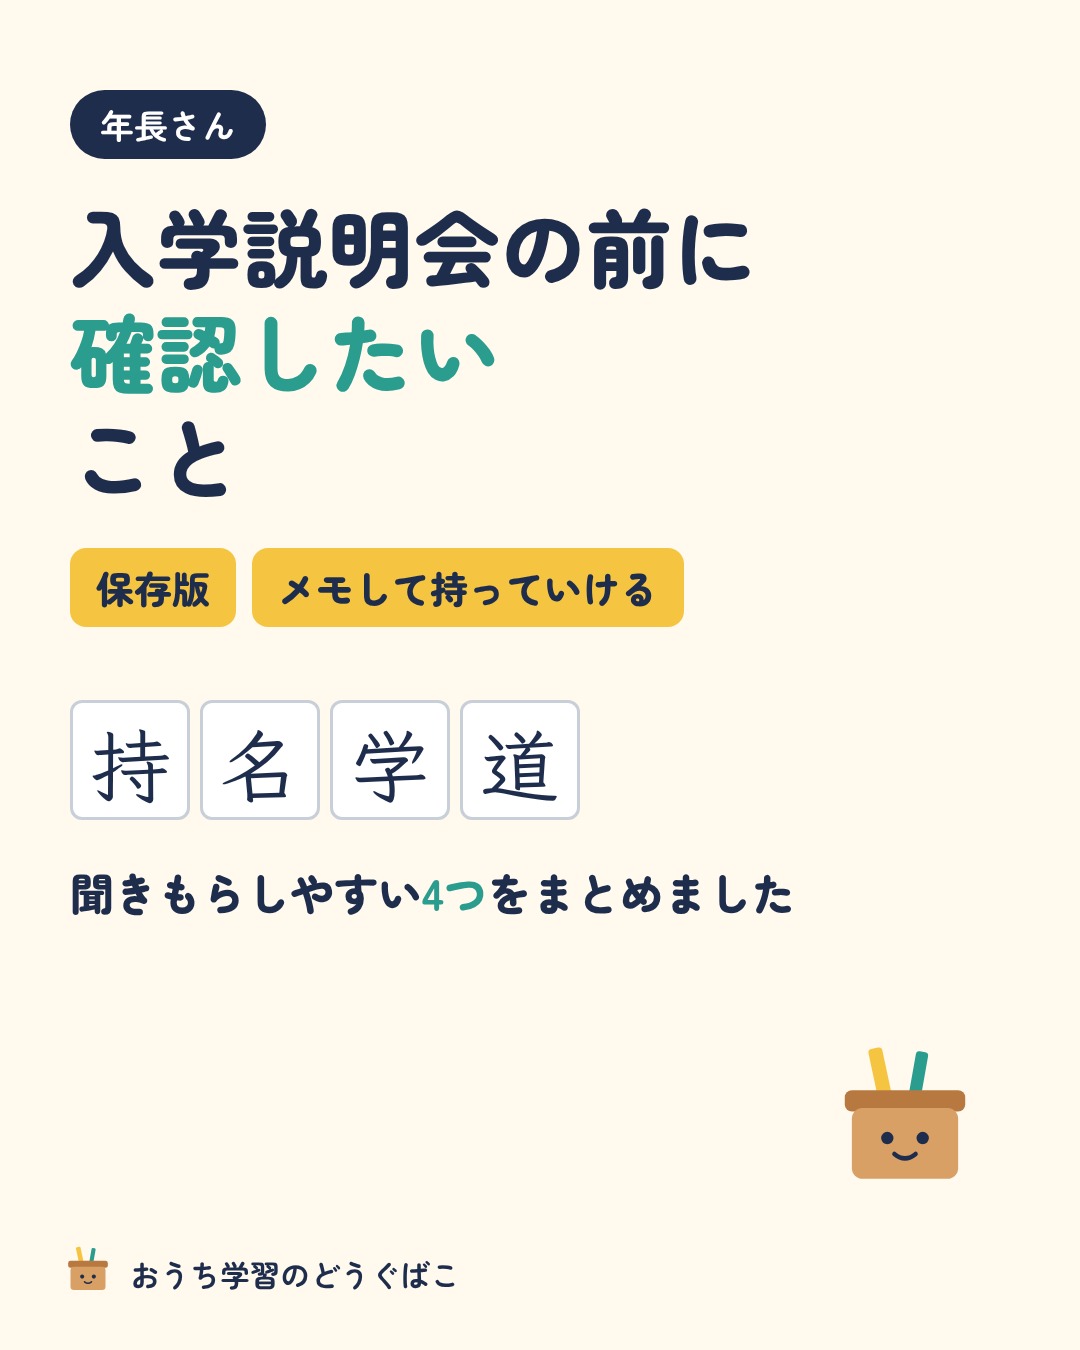 年長さん
入学説明会の前に
確認したい
こと
保存版 メモして持っていける
持 名 学 道
聞きもらしやすい4つをまとめました
おうち学習のどうぐばこ